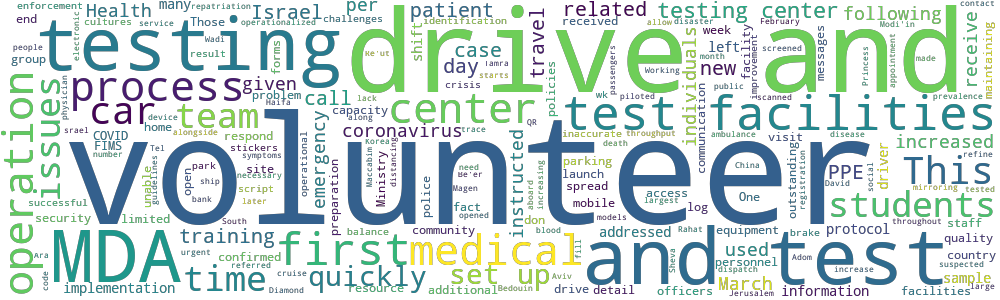 enforcement
repatriation
cultures
service
electronic
end
Health
many
operationalized
Israel
Those
result
Wadi
per
challenges
patient
related
received
identification
case
shift
testing center
allow
disaster
Modi'in
result
following
cultures
contact
people
group
testing
drive and
Ke'ut
Tamra
starts
day
crisis
travel
passengers
Working
week
month
February
left
new
individuals
messages
facility
screened
appointment
improvement
Princess
made
receive
maintaining
physician
forms
process
given
problem
Haifa
call
lack
capacity
center
policies
wk
piloted
public
scanned
communication
prevalence
operation
issues
car
team
device
home
along
coronavirus
trace
QR
test facilities
increased
This
COVID
FIMS
srael
number
Tel
alongside
stickers
symptoms
emergency
respond
Ministry
Korea
Maccabim
distancing
inaccurate
throughout
death
ambulance
disease
visit
refine
unable
guidelines
necessary
script
later
site
park
open
ship
bank
operational
preparation
police
need
Be'er
Magen
instructed
aboard
increasing
parking
launch
spread
mobile
access
largest
models
log
China
One
social
outstanding
registration
PPE
David
driver
tested
mirroring
volunteer
students
successful
security
limited
South
balance
fact
opened
don
blood
addressed
Rahat
Sheva
equipment
brake
protocol
throughout
staff
MDA
training
confirmed
community
first
medical
fill
and test
quality
country
suspected
Ara
code
urgent
referred
cruise
time
quickly
set up
used
personnel
dispatch
March
Adom
increase
sample
large
implementation
Diamond
resource
additional
Aviv
Bedouin
drive
detail
officers
Jerusalem
information
facilities